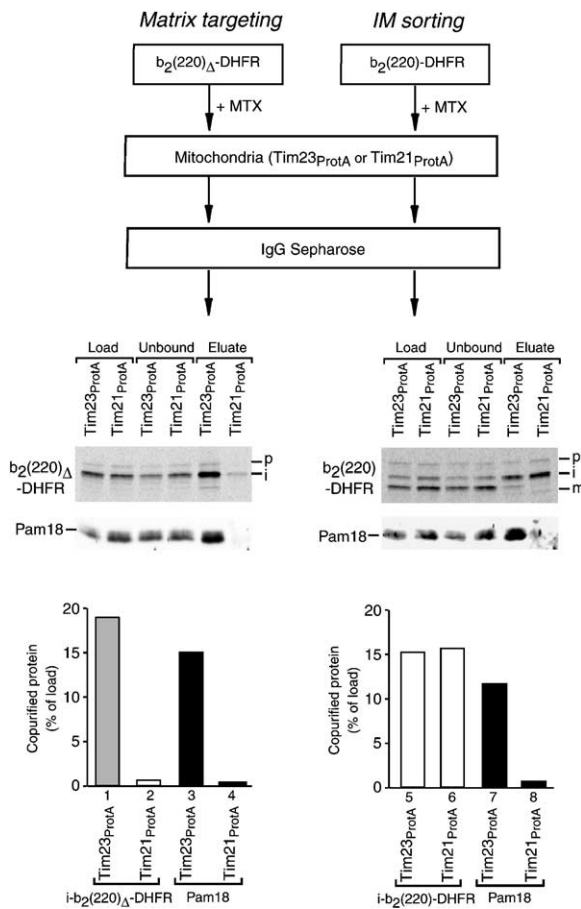 Matrix targeting
IM sorting
b2(220)Δ-DHFR
b2(220)-DHFR
+ MTX
+ MTX
Mitochondria (Tim23ProtA or Tim21ProtA)
IgG Sepharose
Load Unbound Eluate
Tim23ProtA Tim21ProtA Tim23ProtA Tim21ProtA Tim23ProtA Tim21ProtA
b2(220)Δ
-DHFR
p
i
Pam18
Load Unbound Eluate
Tim23ProtA Tim21ProtA Tim23ProtA Tim21ProtA Tim23ProtA Tim21ProtA
b2(220)
-DHFR
p
i
m
Pam18
Copurified protein
(% of load)
20
15
10
5
0
1 2 3 4
Tim23ProtA Tim21ProtA Tim23ProtA Tim21ProtA
i-b2(220)Δ-DHFR Pam18
Copurified protein
(% of load)
20
15
10
5
0
5 6 7 8
Tim23ProtA Tim21ProtA Tim23ProtA Tim21ProtA
i-b2(220)-DHFR Pam18